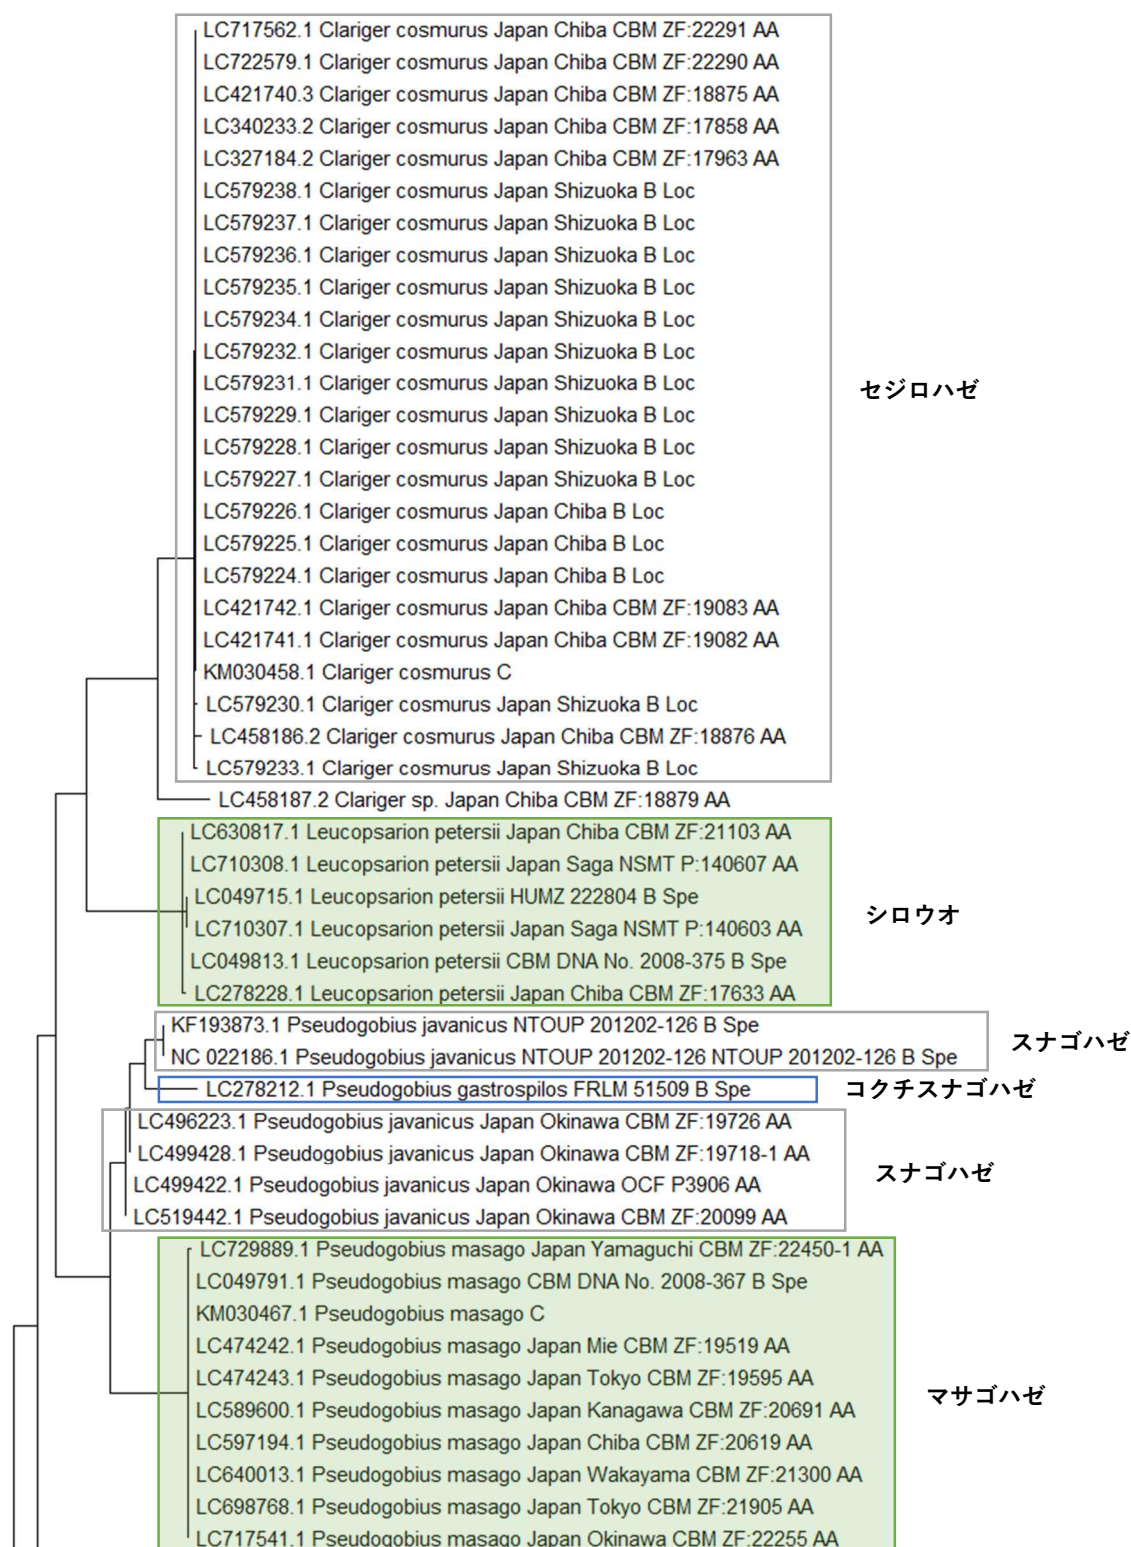 LC717562.1 Clariger cosmurus Japan Chiba CBM ZF:22291 AA
LC722579.1 Clariger cosmurus Japan Chiba CBM ZF:22290 AA
LC421740.3 Clariger cosmurus Japan Chiba CBM ZF:18875 AA
LC340233.2 Clariger cosmurus Japan Chiba CBM ZF:17858 AA
LC327184.2 Clariger cosmurus Japan Chiba CBM ZF:17963 AA
LC579238.1 Clariger cosmurus Japan Shizuoka B Loc
LC579237.1 Clariger cosmurus Japan Shizuoka B Loc
LC579236.1 Clariger cosmurus Japan Shizuoka B Loc
LC579235.1 Clariger cosmurus Japan Shizuoka B Loc
LC579234.1 Clariger cosmurus Japan Shizuoka B Loc
LC579232.1 Clariger cosmurus Japan Shizuoka B Loc
LC579231.1 Clariger cosmurus Japan Shizuoka B Loc
セジロハゼ
LC579229.1 Clariger cosmurus Japan Shizuoka B Loc
LC579228.1 Clariger cosmurus Japan Shizuoka B Loc
LC579227.1 Clariger cosmurus Japan Shizuoka B Loc
LC579226.1 Clariger cosmurus Japan Chiba B Loc
LC579225.1 Clariger cosmurus Japan Chiba B Loc
LC579224.1 Clariger cosmurus Japan Chiba B Loc
LC421742.1 Clariger cosmurus Japan Chiba CBM ZF:19083 AA
LC421741.1 Clariger cosmurus Japan Chiba CBM ZF:19082 AA
KM030458.1 Clariger cosmurus C
LC579230.1 Clariger cosmurus Japan Shizuoka B Loc
LC458186.2 Clariger cosmurus Japan Chiba CBM ZF:18876 AA
LC579233.1 Clariger cosmurus Japan Shizuoka B Loc
LC458187.2 Clariger sp. Japan Chiba CBM ZF:18879 AA
LC630817.1 Leucopsarion petersii Japan Chiba CBM ZF:21103 AA
LC710308.1 Leucopsarion petersii Japan Saga NSMT P:140607 AA
LC049715.1 Leucopsarion petersii HUMZ 222804 B Spe
シロウオ
LC710307.1 Leucopsarion petersii Japan Saga NSMT P:140603 AA
LC049813.1 Leucopsarion petersii CBM DNA No. 2008-375 B Spe
LC278228.1 Leucopsarion petersii Japan Chiba CBM ZF:17633 AA
KF193873.1 Pseudogobius javanicus NTOUP 201202-126 B Spe
スナゴハゼ
NC 022186.1 Pseudogobius javanicus NTOUP 201202-126 NTOUP 201202-126 B Spe
LC278212.1 Pseudogobius gastrospilos FRLM 51509 B Spe
コクチスナゴハゼ
LC496223.1 Pseudogobius javanicus Japan Okinawa CBM ZF:19726 AA
LC499428.1 Pseudogobius javanicus Japan Okinawa CBM ZF:19718-1 AA
スナゴハゼ
LC499422.1 Pseudogobius javanicus Japan Okinawa OCF P3906 AA
LC519442.1 Pseudogobius javanicus Japan Okinawa CBM ZF:20099 AA
LC729889.1 Pseudogobius masago Japan Yamaguchi CBM ZF:22450-1 AA
LC049791.1 Pseudogobius masago CBM DNA No. 2008-367 B Spe
KM030467.1 Pseudogobius masago C
LC474242.1 Pseudogobius masago Japan Mie CBM ZF:19519 AA
LC474243.1 Pseudogobius masago Japan Tokyo CBM ZF:19595 AA
マサゴハゼ
LC589600.1 Pseudogobius masago Japan Kanagawa CBM ZF:20691 AA
LC597194.1 Pseudogobius masago Japan Chiba CBM ZF:20619 AA
LC640013.1 Pseudogobius masago Japan Wakayama CBM ZF:21300 AA
LC698768.1 Pseudogobius masago Japan Tokyo CBM ZF:21905 AA
LC717541.1 Pseudogobius masago Japan Okinawa CBM ZF:22255 AA